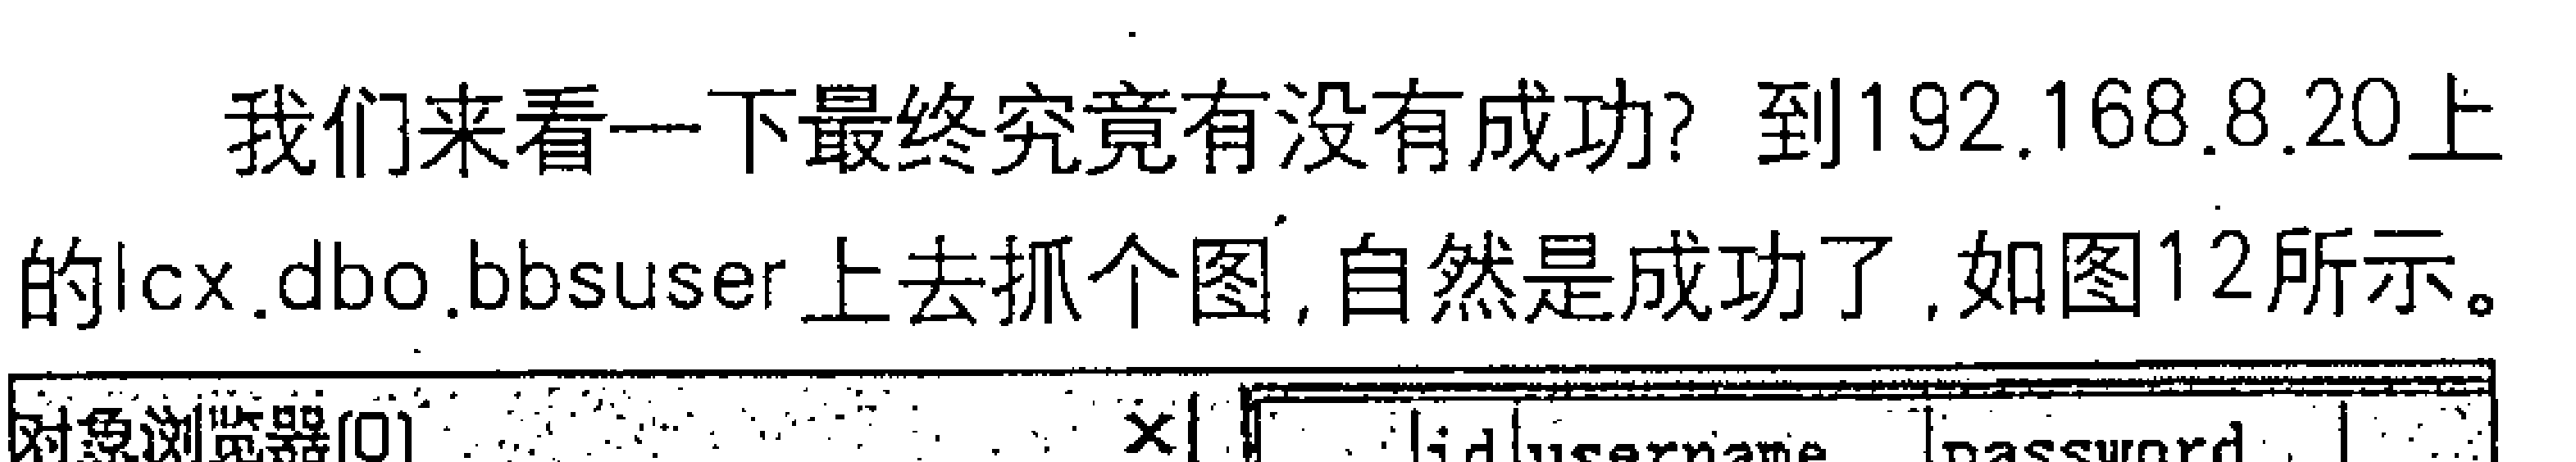 我们来看一下最终究竟有没有成功？到192.168.8.20上
的lcx.dbo.bbsuser上去抓个图,自然是成功了,如图12所示。
对象浏览器(O) × id username password